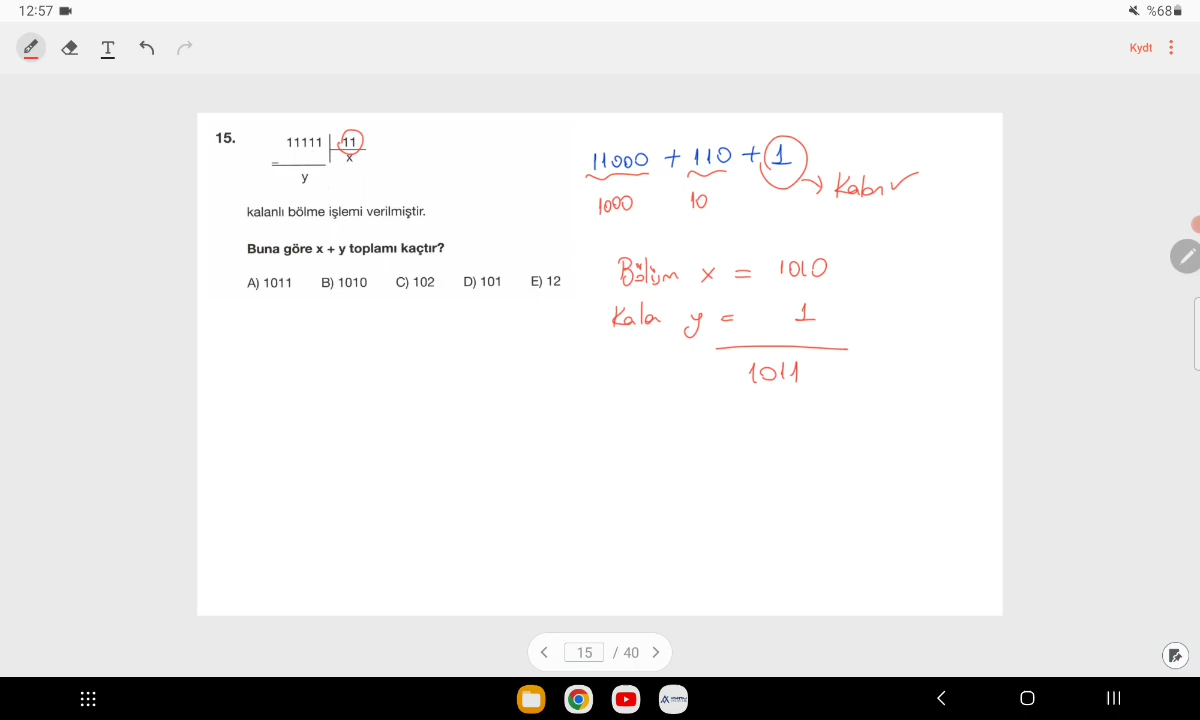 12:57
%68
T
Kydt
15.
11111 11
x
y
kalanlı bölme işlemi verilmiştir.
Buna göre x + y toplamı kaçtır?
A) 1011 B) 1010 C) 102 D) 101 E) 12
11000 + 110 + 1
1000 10 → Kalan ✓
Bölüm x = 1010
Kala y = 1
1011
15 / 40